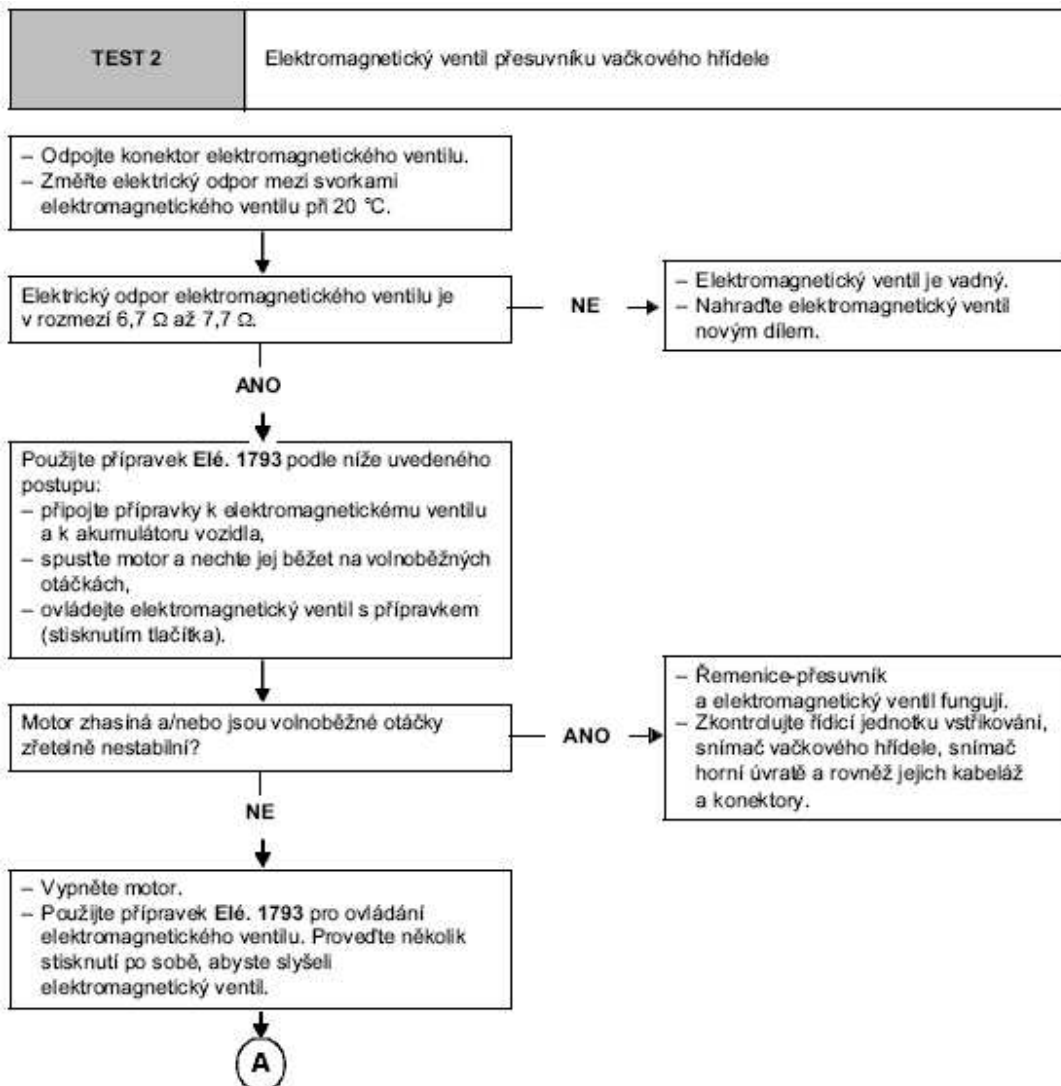 TEST 2
Elektromagnetický ventil přesuvníku vačkového hřídele
– Odpojte konektor elektromagnetického ventilu.
– Změřte elektrický odpor mezi svorkami
elektromagnetického ventilu při 20 °C.
Elektrický odpor elektromagnetického ventilu je
v rozmezí 6,7 Ω až 7,7 Ω.
NE
– Elektromagnetický ventil je vadný.
– Nahraďte elektromagnetický ventil
novým dílem.
ANO
Použijte přípravek Elé. 1793 podle níže uvedeného
postupu:
– připojte přípravky k elektromagnetickému ventilu
a k akumulátoru vozidla,
– spusťte motor a nechte jej běžet na volnoběžných
otáčkách,
– ovládejte elektromagnetický ventil s přípravkem
(stisknutím tlačítka).
Motor zhasíná a/nebo jsou volnoběžné otáčky
zřetelně nestabilní?
ANO
– Řemenice-přesuvník
a elektromagnetický ventil fungují.
– Zkontrolujte řídicí jednotku vstřikování,
snímač vačkového hřídele, snímač
horní úvratě a rovněž jejich kabeláž
a konektory.
NE
– Vypněte motor.
– Použijte přípravek Elé. 1793 pro ovládání
elektromagnetického ventilu. Proveďte několik
stisknutí po sobě, abyste slyšeli
elektromagnetický ventil.
A